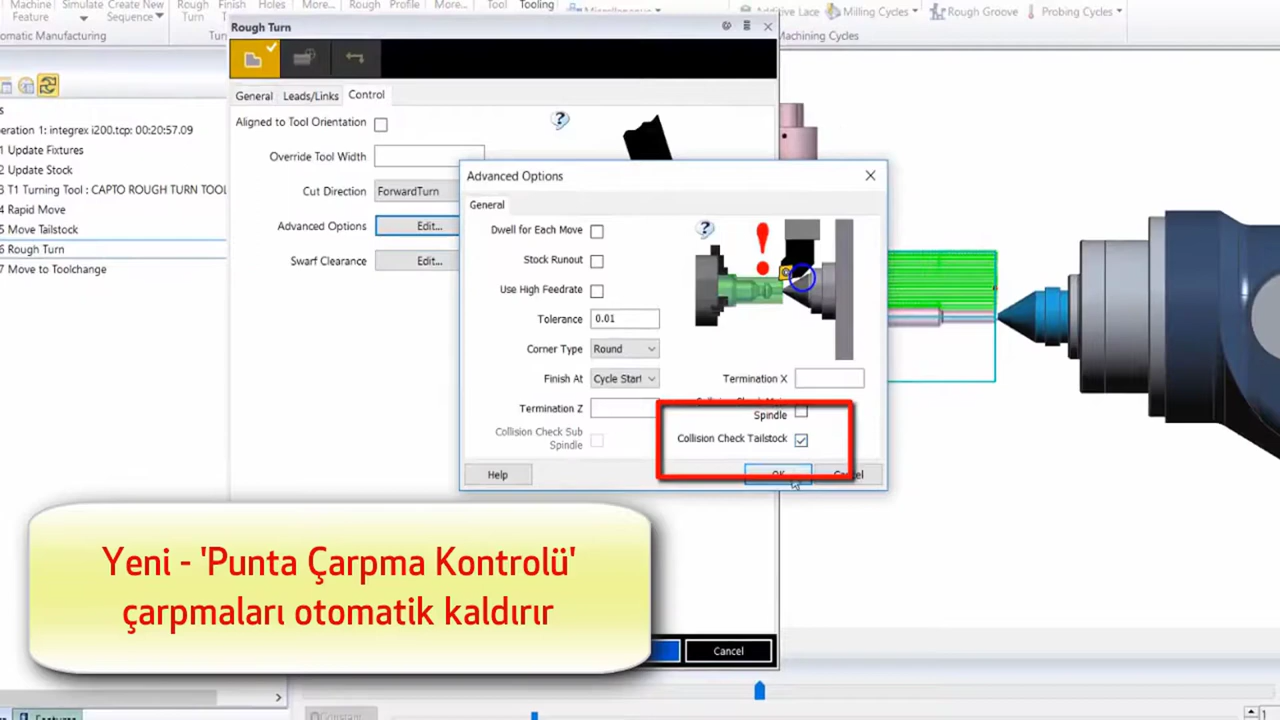 Machine Simulate Create New Rough Finish Holes More... Rough Profile More... Tool Tooling
Feature Sequence Turn Additive Lace Milling Cycles Rough Groove Probing Cycles
Machining Cycles
Rough Turn
General Leads/Links Control
Aligned to Tool Orientation
Override Tool Width
Cut Direction ForwardTurn
Advanced Options Edit...
Swarf Clearance Edit...
eration 1: integrex i200.tcp: 00:20:57.09
1 Update Fixtures
2 Update Stock
3 T1 Turning Tool : CAPTO ROUGH TURN TOOL
4 Rapid Move
5 Move Tailstock
6 Rough Turn
7 Move to Toolchange
Advanced Options
General
Dwell for Each Move
Stock Runout
Use High Feedrate
Tolerance 0.01
Corner Type Round
Finish At Cycle Start Termination X
Termination Z
Spindle
Collision Check Sub
Spindle
Collision Check Tailstock
Help OK Cancel
Yeni - 'Punta Çarpma Kontrolü'
çarpmaları otomatik kaldırır
Cancel